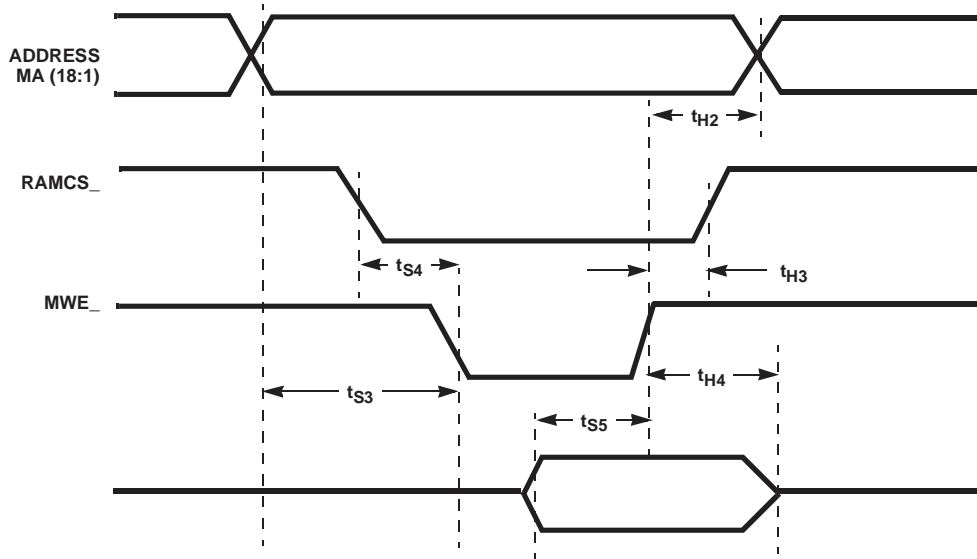 ADDRESS
MA (18:1)
tH2
RAMCS_
tS4
tH3
MWE_
tS3
tH4
tS5